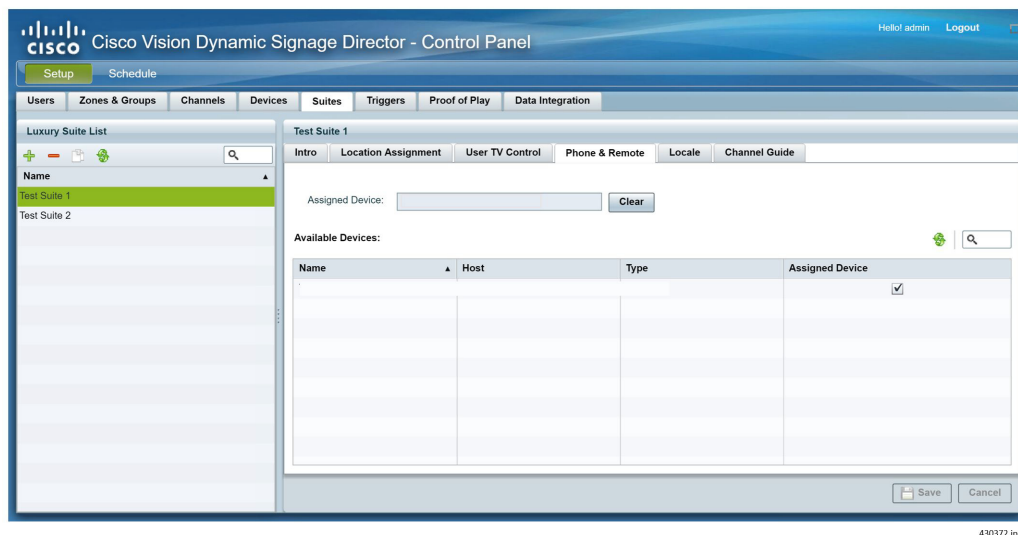 Hello! admin Logout
CISCO Cisco Vision Dynamic Signage Director - Control Panel
Setup Schedule
Users Zones & Groups Channels Devices Suites Triggers Proof of Play Data Integration
Luxury Suite List
Name
Test Suite 1
Test Suite 2
Test Suite 1
Intro Location Assignment User TV Control Phone & Remote Locale Channel Guide
Assigned Device: Clear
Available Devices:
Name Host Type Assigned Device
Save Cancel